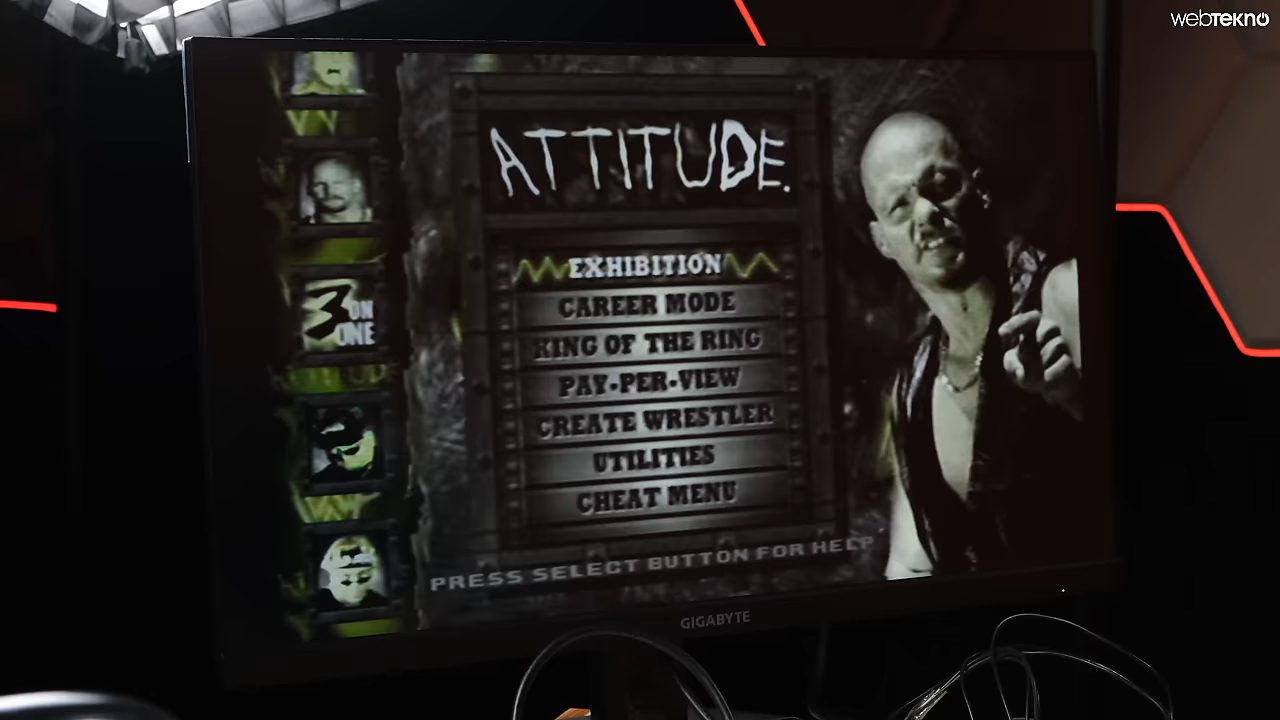 webtekno
ATTITUDE.
EXHIBITION
CAREER MODE
KING OF THE RING
PAY-PER-VIEW
CREATE WRESTLER
UTILITIES
CHEAT MENU
PRESS SELECT BUTTON FOR HELP
3 ON
ONE
ATTITUD
GIGABYTE